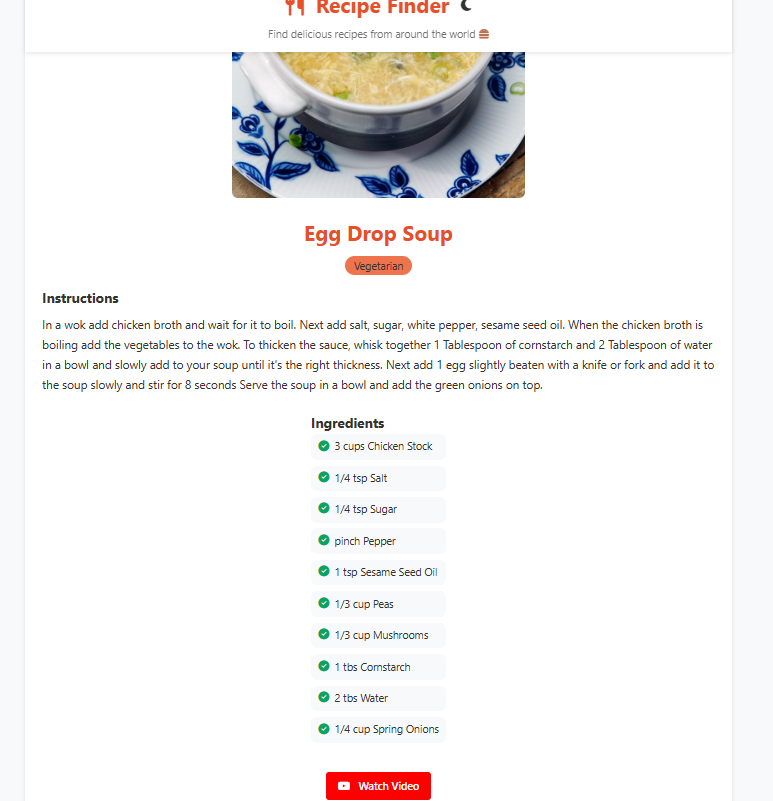 Recipe Finder
Find delicious recipes from around the world
Egg Drop Soup
Vegetarian
Instructions
In a wok add chicken broth and wait for it to boil. Next add salt, sugar, white pepper, sesame seed oil. When the chicken broth is
boiling add the vegetables to the wok. To thicken the sauce, whisk together 1 Tablespoon of cornstarch and 2 Tablespoon of water
in a bowl and slowly add to your soup until it's the right thickness. Next add 1 egg slightly beaten with a knife or fork and add it to
the soup slowly and stir for 8 seconds Serve the soup in a bowl and add the green onions on top.
Ingredients
3 cups Chicken Stock
1/4 tsp Salt
1/4 tsp Sugar
pinch Pepper
1 tsp Sesame Seed Oil
1/3 cup Peas
1/3 cup Mushrooms
1 tbs Cornstarch
2 tbs Water
1/4 cup Spring Onions
Watch Video